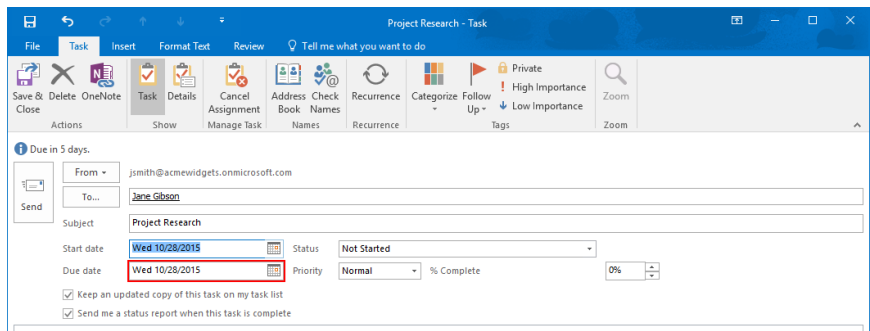 Project Research - Task
File Task Insert Format Text Review Tell me what you want to do
Save & Close Delete OneNote Task Details Cancel Assignment Address Book Check Names Recurrence Categorize Follow Up Private High Importance Low Importance Zoom
Actions Show Manage Task Names Recurrence Tags Zoom
Due in 5 days.
From jsmith@acmewidgets.onmicrosoft.com
Send To... Jane Gibson
Subject Project Research
Start date Wed 10/28/2015 Status Not Started
Due date Wed 10/28/2015 Priority Normal % Complete 0%
Keep an updated copy of this task on my task list
Send me a status report when this task is complete